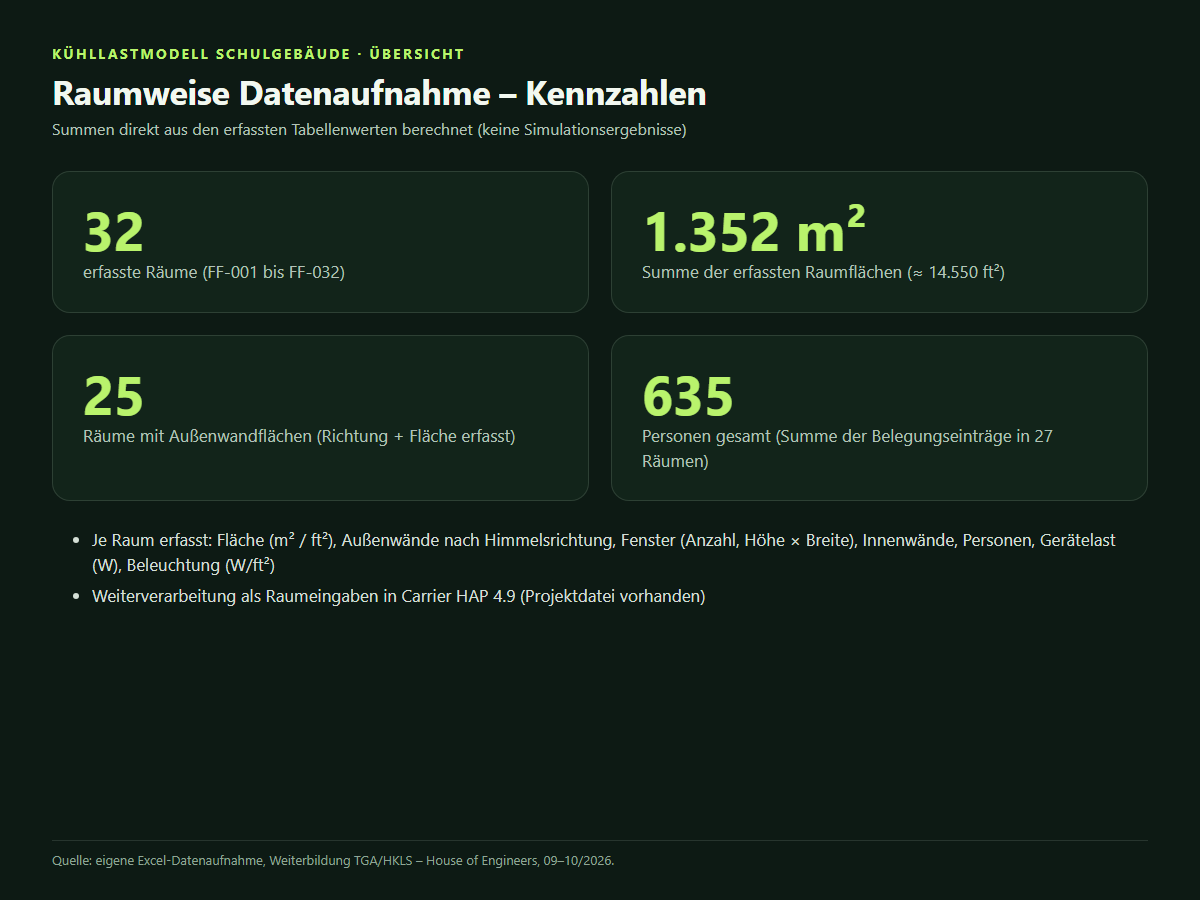 KÜHLLASTMODELL SCHULGEBÄUDE · ÜBERSICHT
Raumweise Datenaufnahme – Kennzahlen
Summen direkt aus den erfassten Tabellenwerten berechnet (keine Simulationsergebnisse)
32
erfasste Räume (FF-001 bis FF-032)
1.352 m²
Summe der erfassten Raumflächen (≈ 14.550 ft²)
25
Räume mit Außenwandflächen (Richtung + Fläche erfasst)
635
Personen gesamt (Summe der Belegungseinträge in 27
Räumen)
• Je Raum erfasst: Fläche (m² / ft²), Außenwände nach Himmelsrichtung, Fenster (Anzahl, Höhe × Breite), Innenwände, Personen, Gerätelast
(W), Beleuchtung (W/ft²)
• Weiterverarbeitung als Raumeingaben in Carrier HAP 4.9 (Projektdatei vorhanden)
Quelle: eigene Excel-Datenaufnahme, Weiterbildung TGA/HKLS – House of Engineers, 09–10/2026.